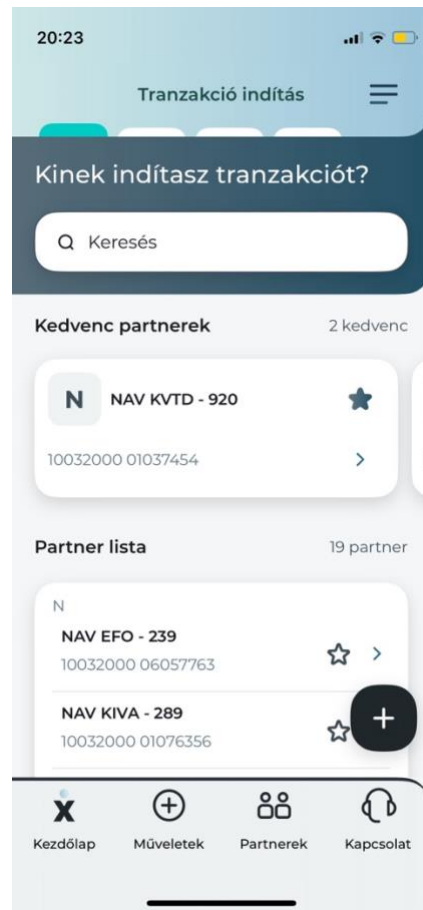 20:23
Tranzakció indítás
Kinek indítasz tranzakciót?
Keresés
Kedvenc partnerek 2 kedvenc
N NAV KVTD - 920
10032000 01037454
Partner lista 19 partner
N
NAV EFO - 239
10032000 06057763
NAV KIVA - 289
10032000 01076356
Kezdőlap Műveletek Partnerek Kapcsolat